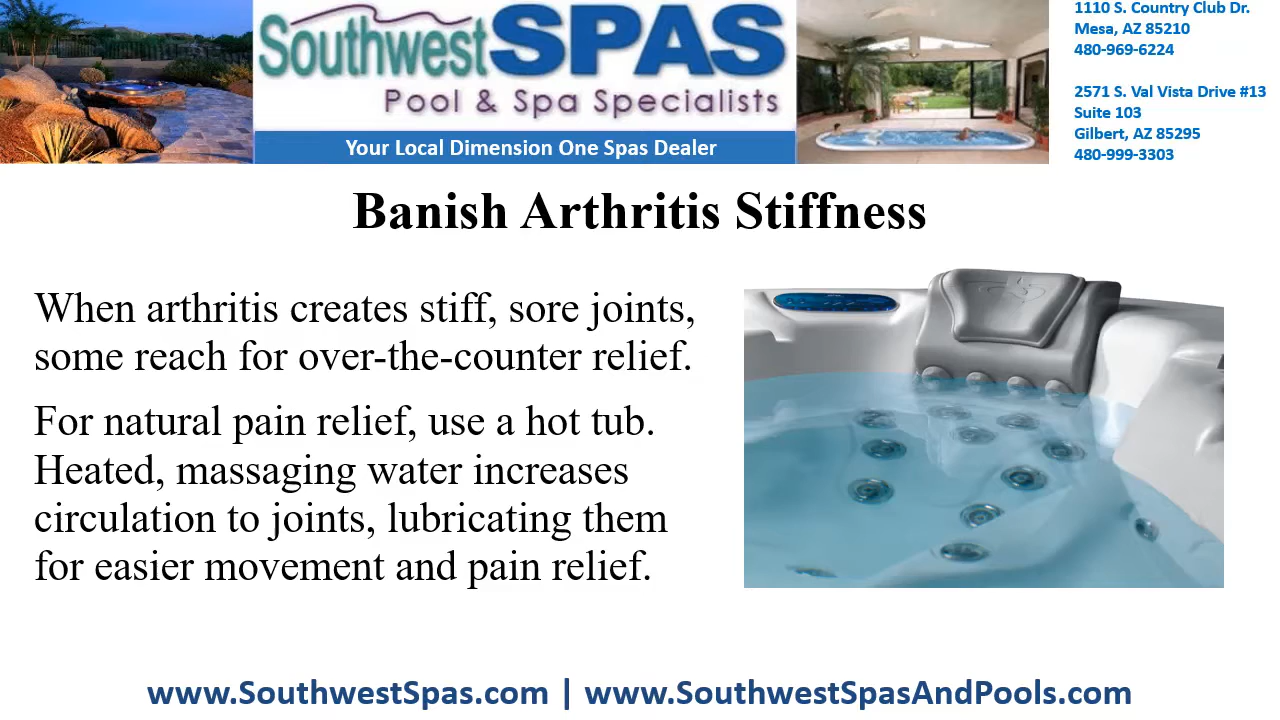 Southwest SPAS
Pool & Spa Specialists
Your Local Dimension One Spas Dealer
1110 S. Country Club Dr.
Mesa, AZ 85210
480-969-6224
2571 S. Val Vista Drive #13
Suite 103
Gilbert, AZ 85295
480-999-3303
Banish Arthritis Stiffness
When arthritis creates stiff, sore joints,
some reach for over-the-counter relief.
For natural pain relief, use a hot tub.
Heated, massaging water increases
circulation to joints, lubricating them
for easier movement and pain relief.
www.SouthwestSpas.com | www.SouthwestSpasAndPools.com